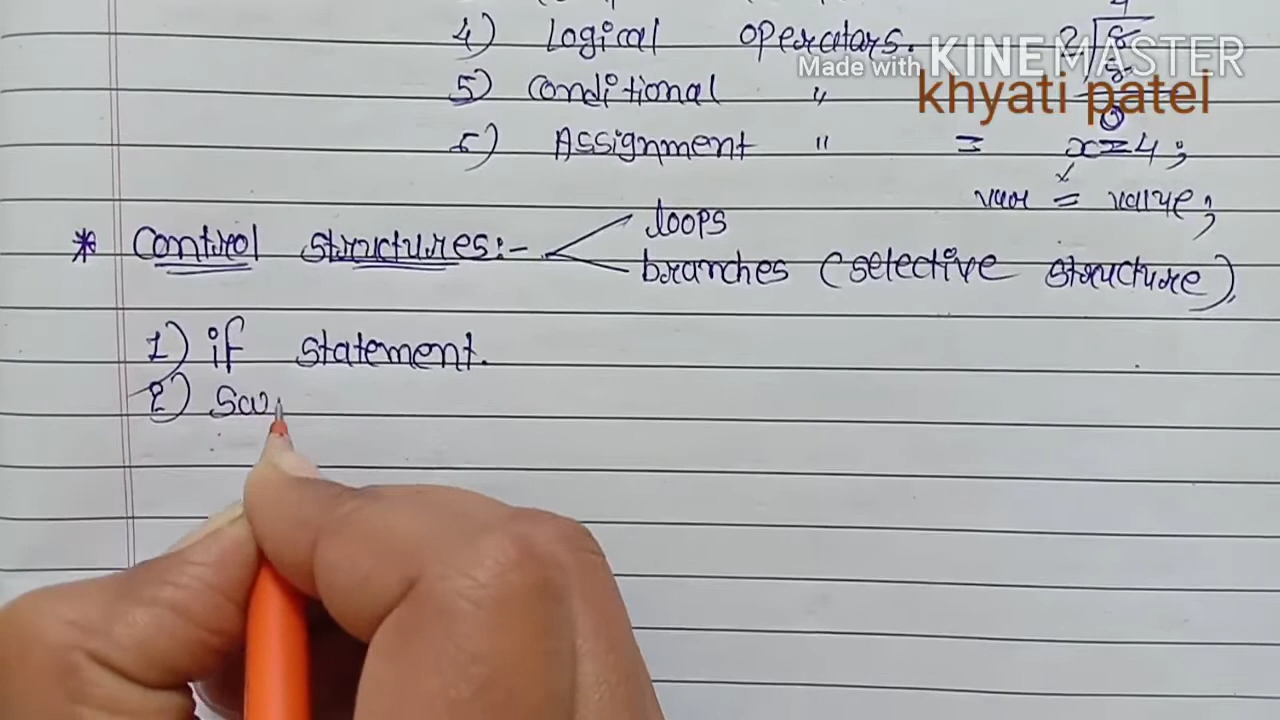 4) Logical operators.
Made with KINEMASTER
khyati patel
5) Conditional "
6) Assignment " = x=4;
var = value;
* Control structures:- loops
branches (selective structure).
1) if statement.
2) Sw